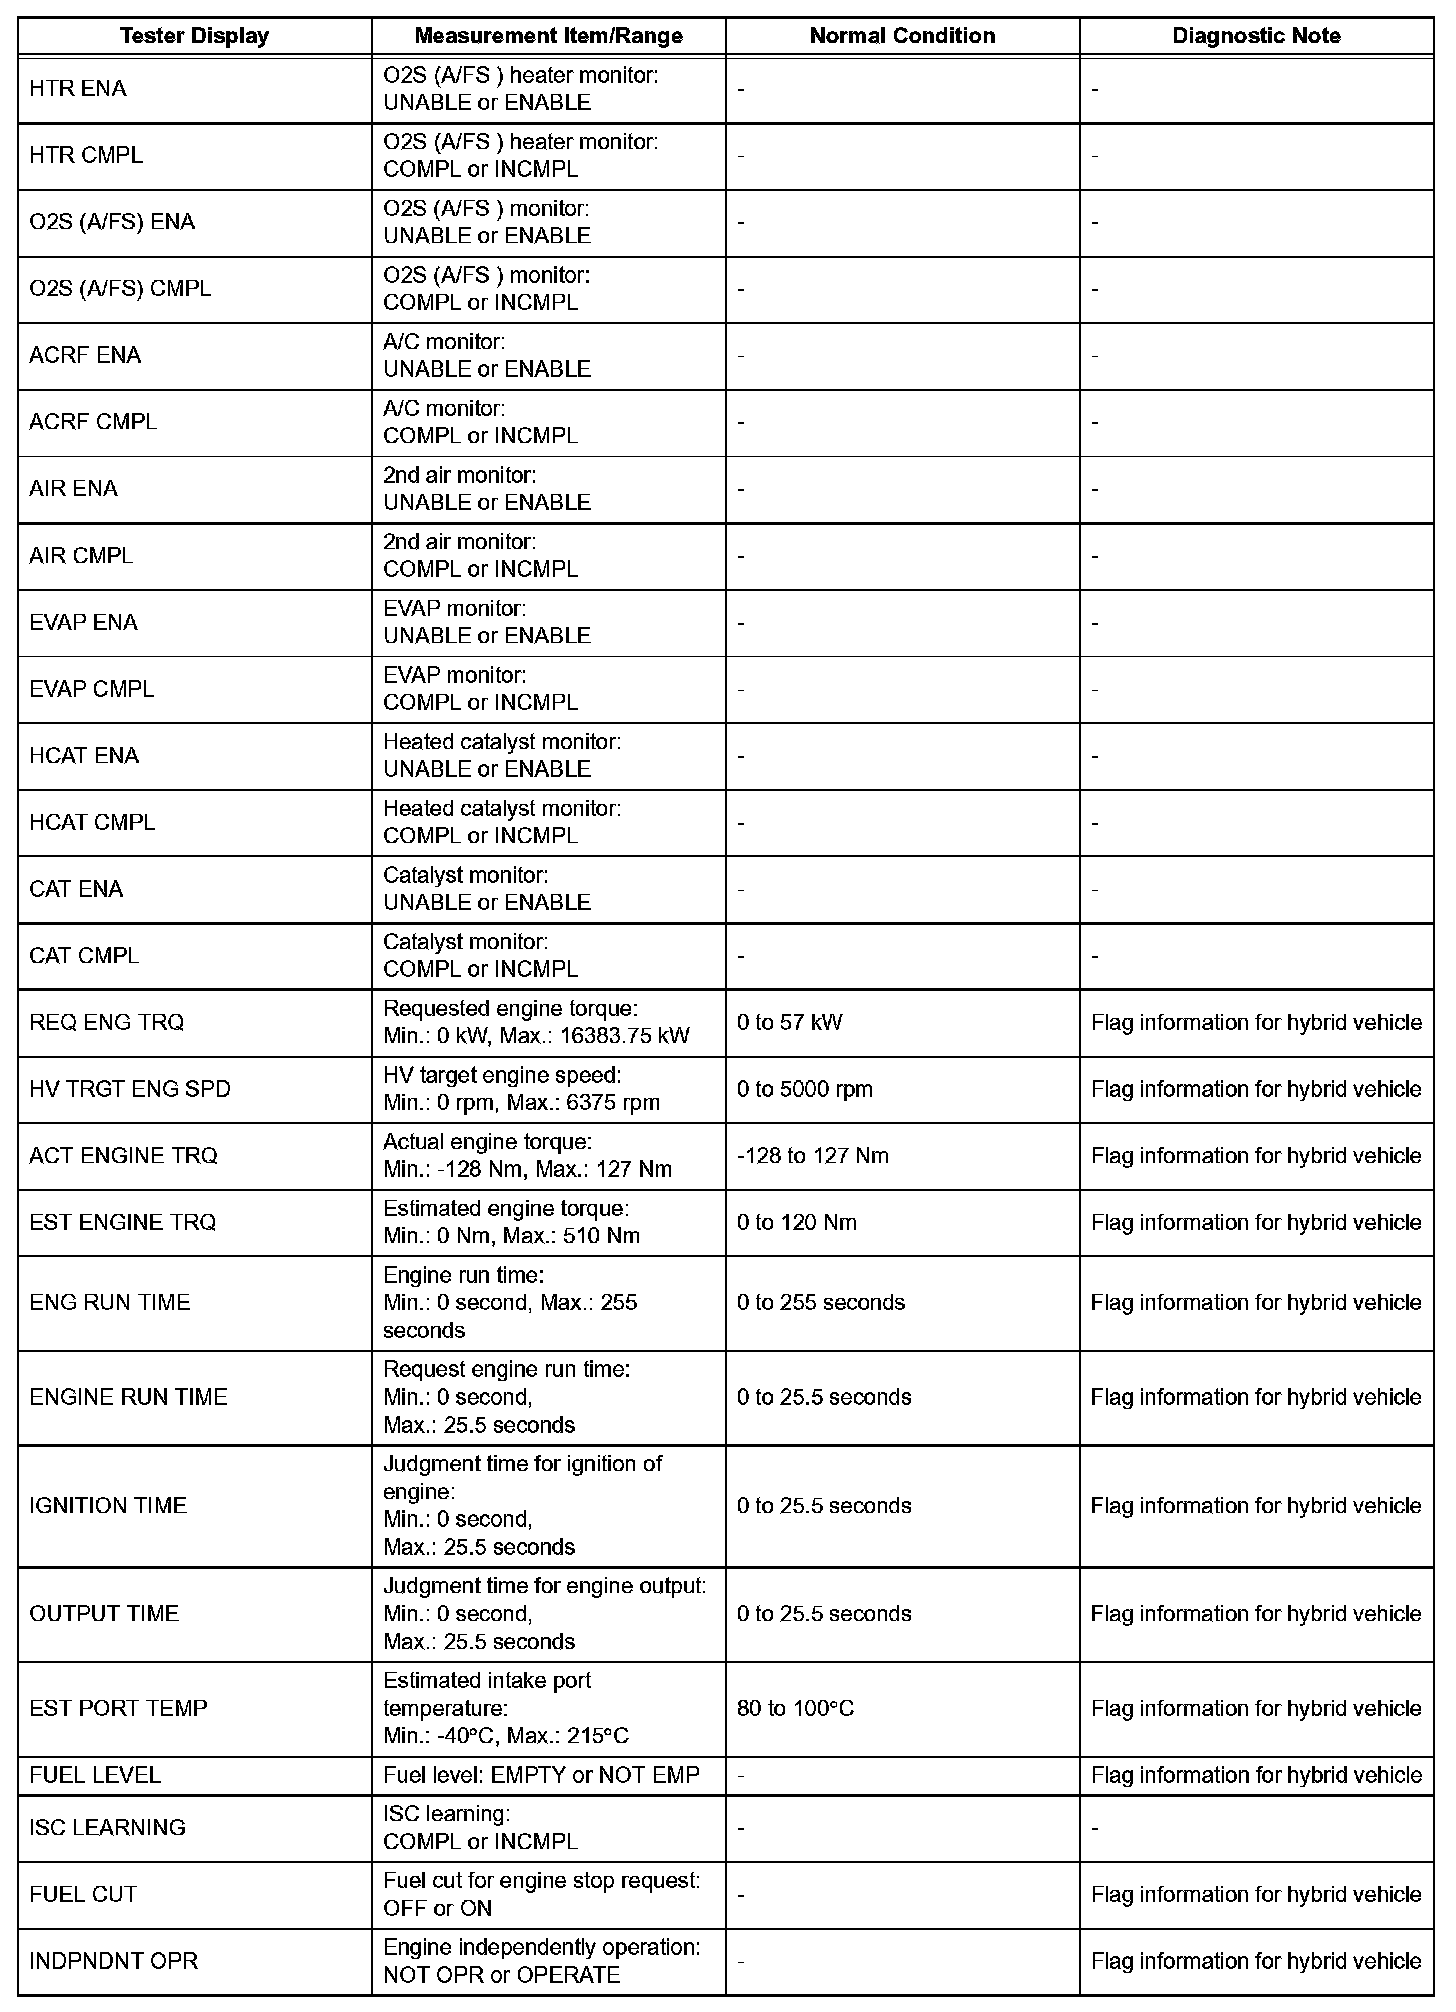 Tester Display Measurement Item/Range Normal Condition Diagnostic Note
HTR ENA
O2S (A/FS ) heater monitor:
UNABLE or ENABLE
-
-
HTR CMPL
O2S (A/FS ) heater monitor:
COMPL or INCMPL
-
-
O2S (A/FS) ENA
O2S (A/FS ) monitor:
UNABLE or ENABLE
-
-
O2S (A/FS) CMPL
O2S (A/FS ) monitor:
COMPL or INCMPL
-
-
ACRF ENA
A/C monitor:
UNABLE or ENABLE
-
-
ACRF CMPL
A/C monitor:
COMPL or INCMPL
-
-
AIR ENA
2nd air monitor:
UNABLE or ENABLE
-
-
AIR CMPL
2nd air monitor:
COMPL or INCMPL
-
-
EVAP ENA
EVAP monitor:
UNABLE or ENABLE
-
-
EVAP CMPL
EVAP monitor:
COMPL or INCMPL
-
-
HCAT ENA
Heated catalyst monitor:
UNABLE or ENABLE
-
-
HCAT CMPL
Heated catalyst monitor:
COMPL or INCMPL
-
-
CAT ENA
Catalyst monitor:
UNABLE or ENABLE
-
-
CAT CMPL
Catalyst monitor:
COMPL or INCMPL
-
-
REQ ENG TRQ
Requested engine torque:
Min.: 0 kW, Max.: 16383.75 kW
0 to 57 kW
Flag information for hybrid vehicle
HV TRGT ENG SPD
HV target engine speed:
Min.: 0 rpm, Max.: 6375 rpm
0 to 5000 rpm
Flag information for hybrid vehicle
ACT ENGINE TRQ
Actual engine torque:
Min.: -128 Nm, Max.: 127 Nm
-128 to 127 Nm
Flag information for hybrid vehicle
EST ENGINE TRQ
Estimated engine torque:
Min.: 0 Nm, Max.: 510 Nm
0 to 120 Nm
Flag information for hybrid vehicle
ENG RUN TIME
Engine run time:
Min.: 0 second, Max.: 255
seconds
0 to 255 seconds
Flag information for hybrid vehicle
ENGINE RUN TIME
Request engine run time:
Min.: 0 second,
Max.: 25.5 seconds
0 to 25.5 seconds
Flag information for hybrid vehicle
IGNITION TIME
Judgment time for ignition of
engine:
Min.: 0 second,
Max.: 25.5 seconds
0 to 25.5 seconds
Flag information for hybrid vehicle
OUTPUT TIME
Judgment time for engine output:
Min.: 0 second,
Max.: 25.5 seconds
0 to 25.5 seconds
Flag information for hybrid vehicle
EST PORT TEMP
Estimated intake port
temperature:
Min.: -40°C, Max.: 215°C
80 to 100°C
Flag information for hybrid vehicle
FUEL LEVEL
Fuel level: EMPTY or NOT EMP
-
Flag information for hybrid vehicle
ISC LEARNING
ISC learning:
COMPL or INCMPL
-
-
FUEL CUT
Fuel cut for engine stop request:
OFF or ON
-
Flag information for hybrid vehicle
INDPNDNT OPR
Engine independently operation:
NOT OPR or OPERATE
-
Flag information for hybrid vehicle